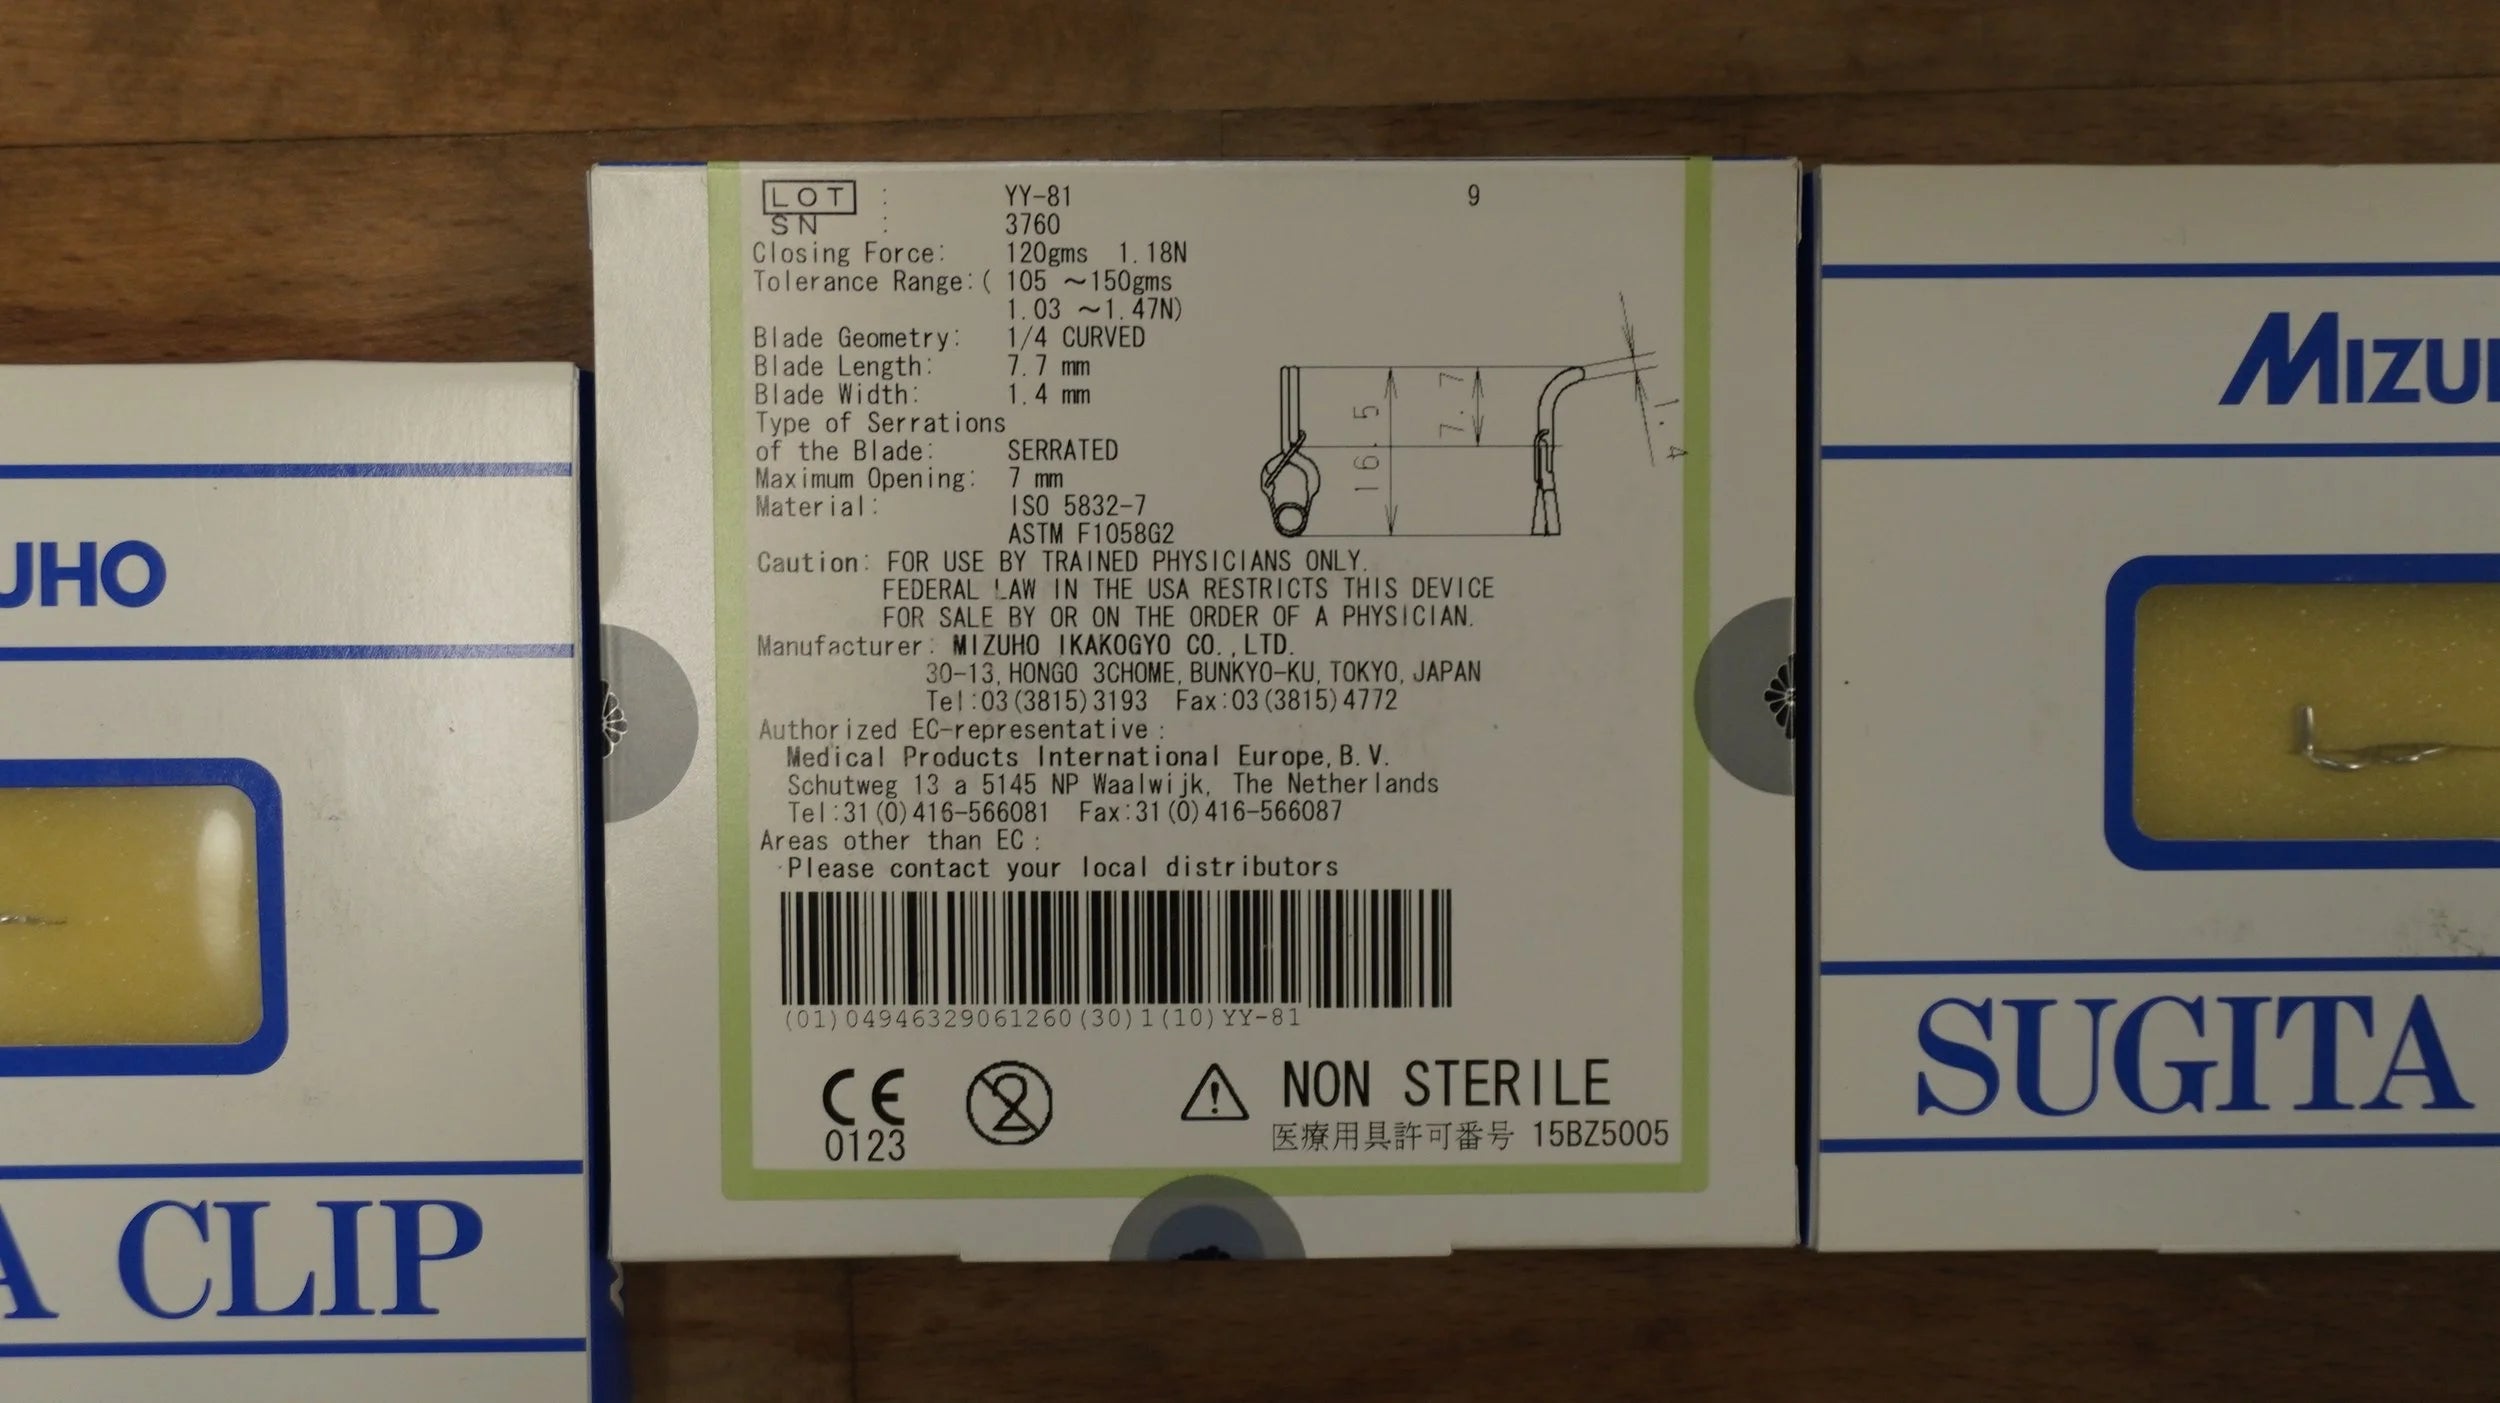 LOT : YY-81 9
SN : 3760
Closing Force: 120gms 1.18N
Tolerance Range:( 105 ~150gms
1.03 ~1.47N)
Blade Geometry: 1/4 CURVED
Blade Length: 7.7 mm
Blade Width: 1.4 mm
Type of Serrations
of the Blade: SERRATED
Maximum Opening: 7 mm
Material: ISO 5832-7
ASTM F1058G2
16.5
7.7
1.4
Caution: FOR USE BY TRAINED PHYSICIANS ONLY.
FEDERAL LAW IN THE USA RESTRICTS THIS DEVICE
FOR SALE BY OR ON THE ORDER OF A PHYSICIAN.
Manufacturer: MIZUHO IKAKOGYO CO.,LTD.
30-13, HONGO 3CHOME, BUNKYO-KU, TOKYO, JAPAN
Tel:03(3815)3193 Fax:03(3815)4772
Authorized EC-representative :
Medical Products International Europe, B.V.
Schutweg 13 a 5145 NP Waalwijk, The Netherlands
Tel:31(0)416-566081 Fax:31(0)416-566087
Areas other than EC :
Please contact your local distributors
(01)04946329061260(30)1(10)YY-81
CE
0123
2
NON STERILE
医療用具許可番号 15BZ5005
UHO
A CLIP
MIZU
SUGITA